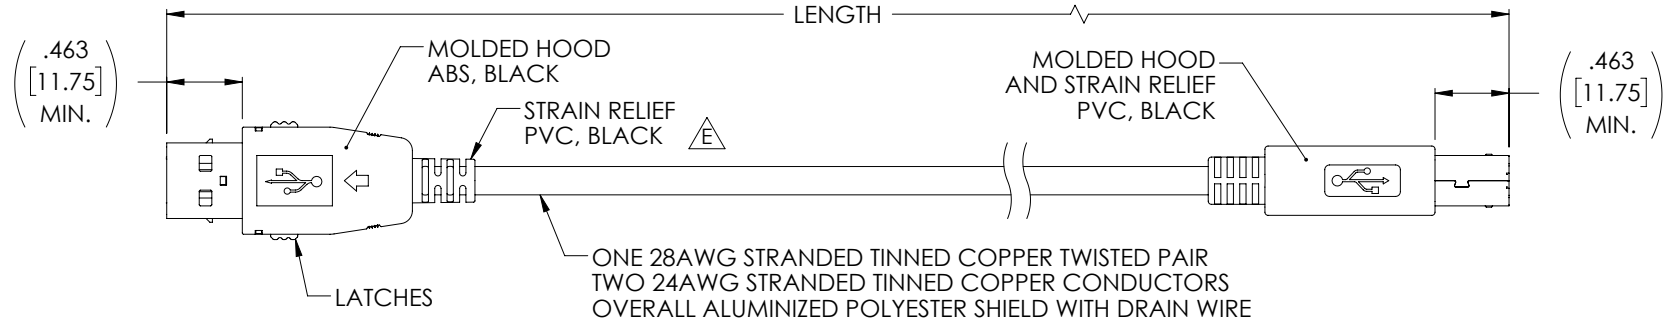 LENGTH
.463
[11.75]
MIN.
MOLDED HOOD
ABS, BLACK
STRAIN RELIEF
PVC, BLACK
E
MOLDED HOOD
AND STRAIN RELIEF
PVC, BLACK
.463
[11.75]
MIN.
ONE 28AWG STRANDED TINNED COPPER TWISTED PAIR
TWO 24AWG STRANDED TINNED COPPER CONDUCTORS
OVERALL ALUMINIZED POLYESTER SHIELD WITH DRAIN WIRE
LATCHES